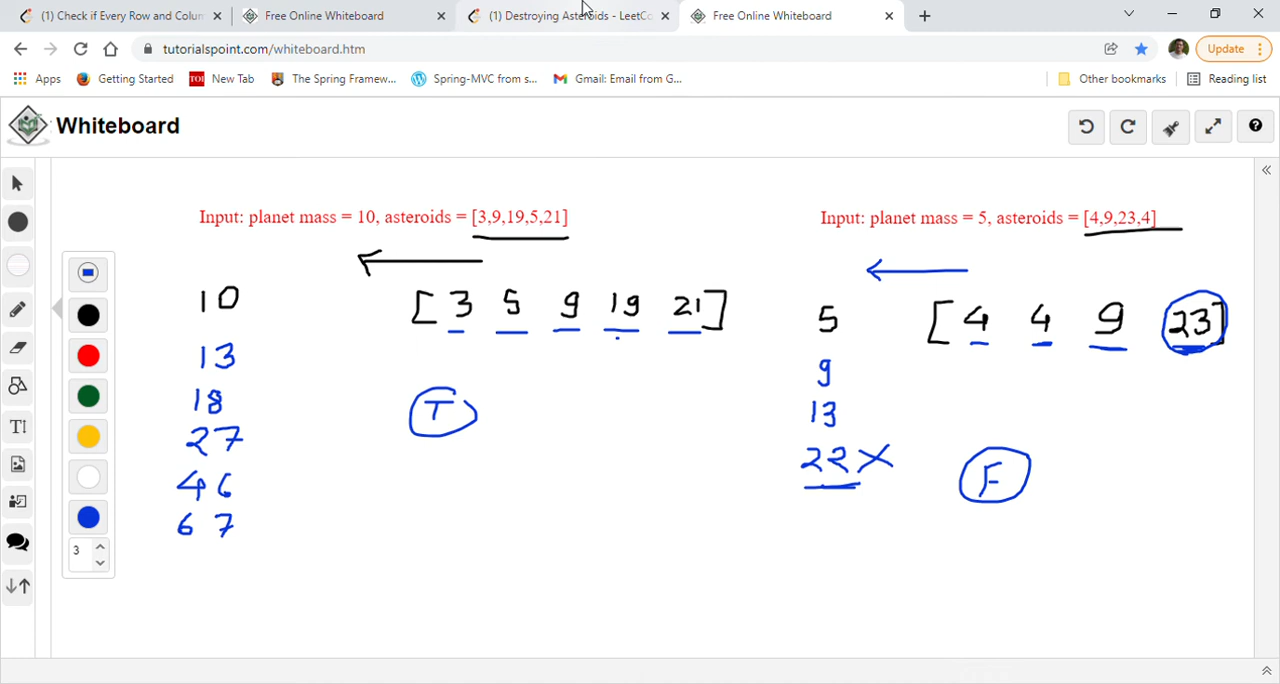 (1) Check if Every Row and Colur
Free Online Whiteboard
(1) Destroying Asteroids - LeetCo
Free Online Whiteboard
tutorialspoint.com/whiteboard.htm
Update
Apps
Getting Started
TOI New Tab
The Spring Framew...
Spring-MVC from s...
Gmail: Email from G...
Other bookmarks
Reading list
Whiteboard
Input: planet mass = 10, asteroids = [3,9,19,5,21]
10 [ 3 5 9 19 21 ]
13
18
27
46
67
T
Input: planet mass = 5, asteroids = [4,9,23,4]
5 [ 4 4 9 23 ]
9
13
22 X
F
TI
3